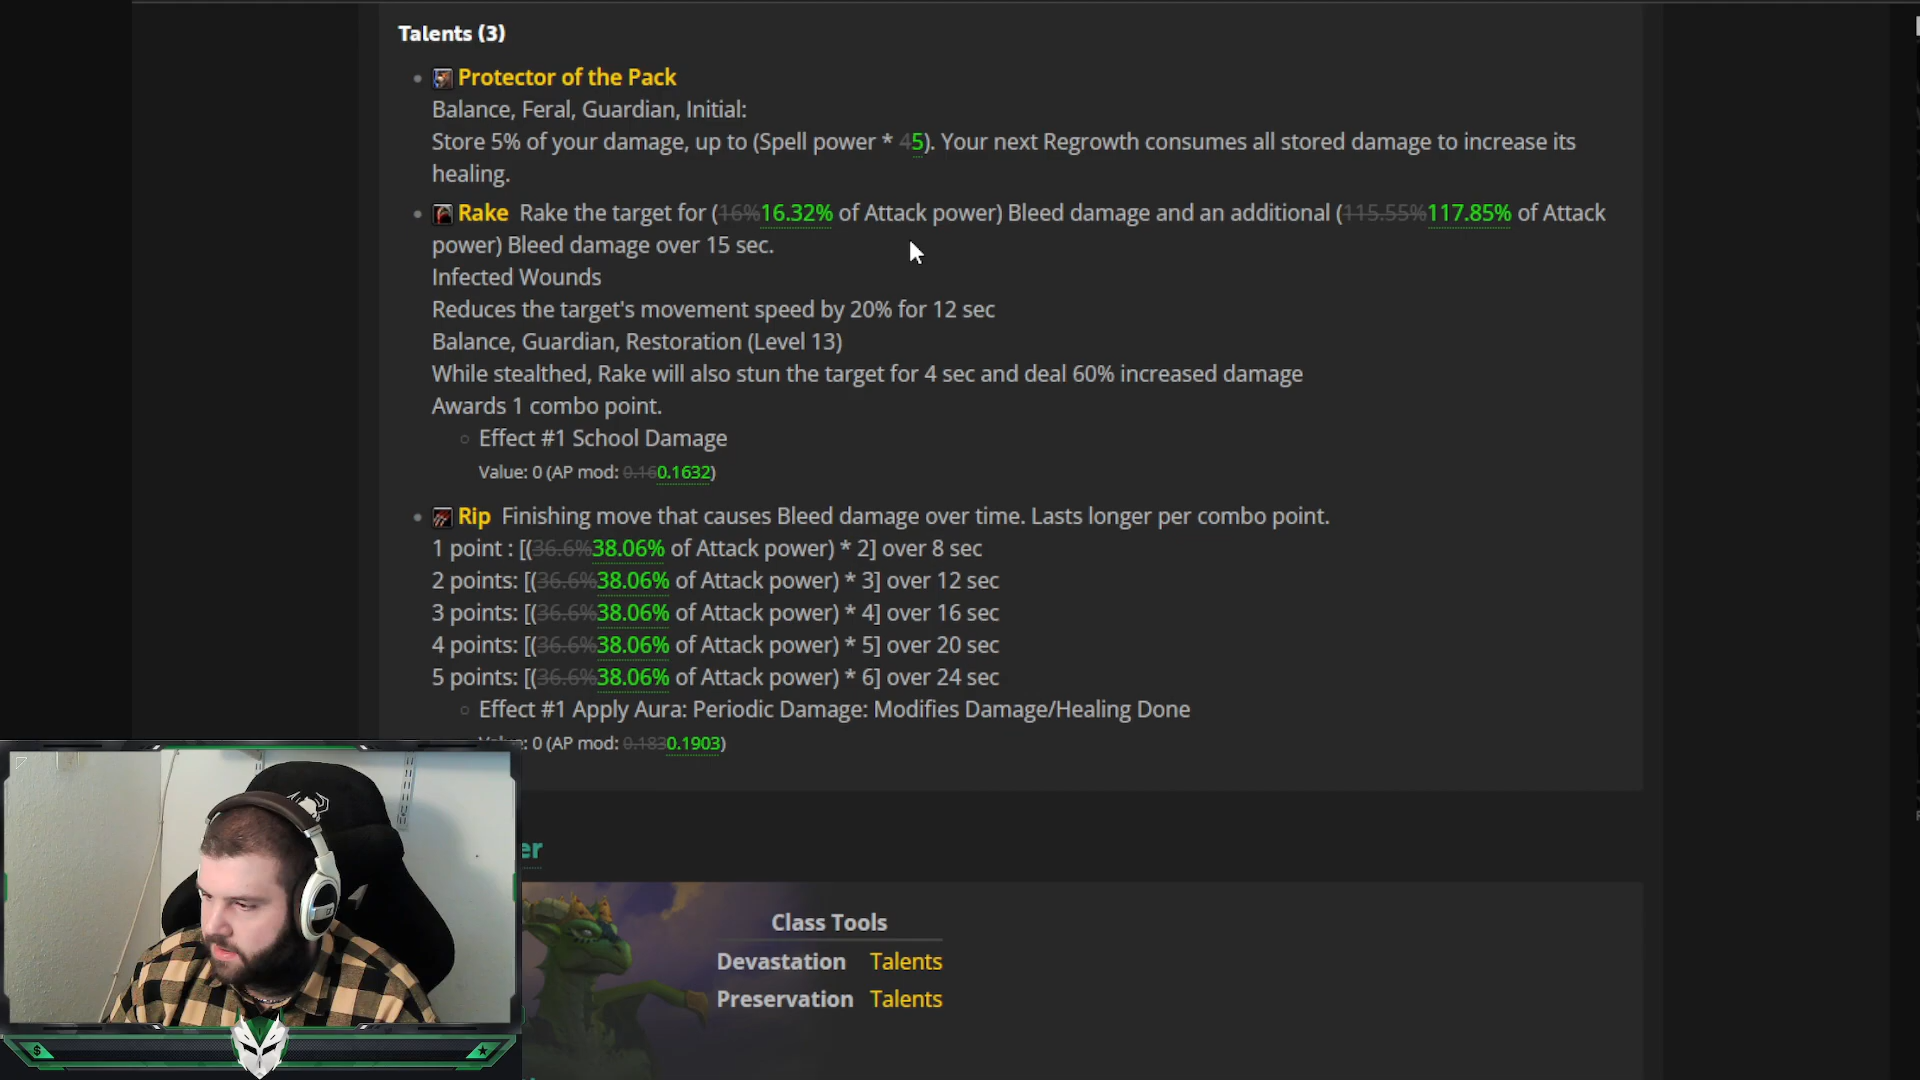 Talents (3)
Protector of the Pack
Balance, Feral, Guardian, Initial:
Store 5% of your damage, up to (Spell power * 45). Your next Regrowth consumes all stored damage to increase its
healing.
Rake Rake the target for (16%16.32% of Attack power) Bleed damage and an additional (115.55%117.85% of Attack
power) Bleed damage over 15 sec.
Infected Wounds
Reduces the target's movement speed by 20% for 12 sec
Balance, Guardian, Restoration (Level 13)
While stealthed, Rake will also stun the target for 4 sec and deal 60% increased damage
Awards 1 combo point.
Effect #1 School Damage
Value: 0 (AP mod: 0.160.1632)
Rip Finishing move that causes Bleed damage over time. Lasts longer per combo point.
1 point : [(36.6%38.06% of Attack power) * 2] over 8 sec
2 points: [(36.6%38.06% of Attack power) * 3] over 12 sec
3 points: [(36.6%38.06% of Attack power) * 4] over 16 sec
4 points: [(36.6%38.06% of Attack power) * 5] over 20 sec
5 points: [(36.6%38.06% of Attack power) * 6] over 24 sec
Effect #1 Apply Aura: Periodic Damage: Modifies Damage/Healing Done
0 (AP mod: 0.1830.1903)
er
Class Tools
Devastation Talents
Preservation Talents